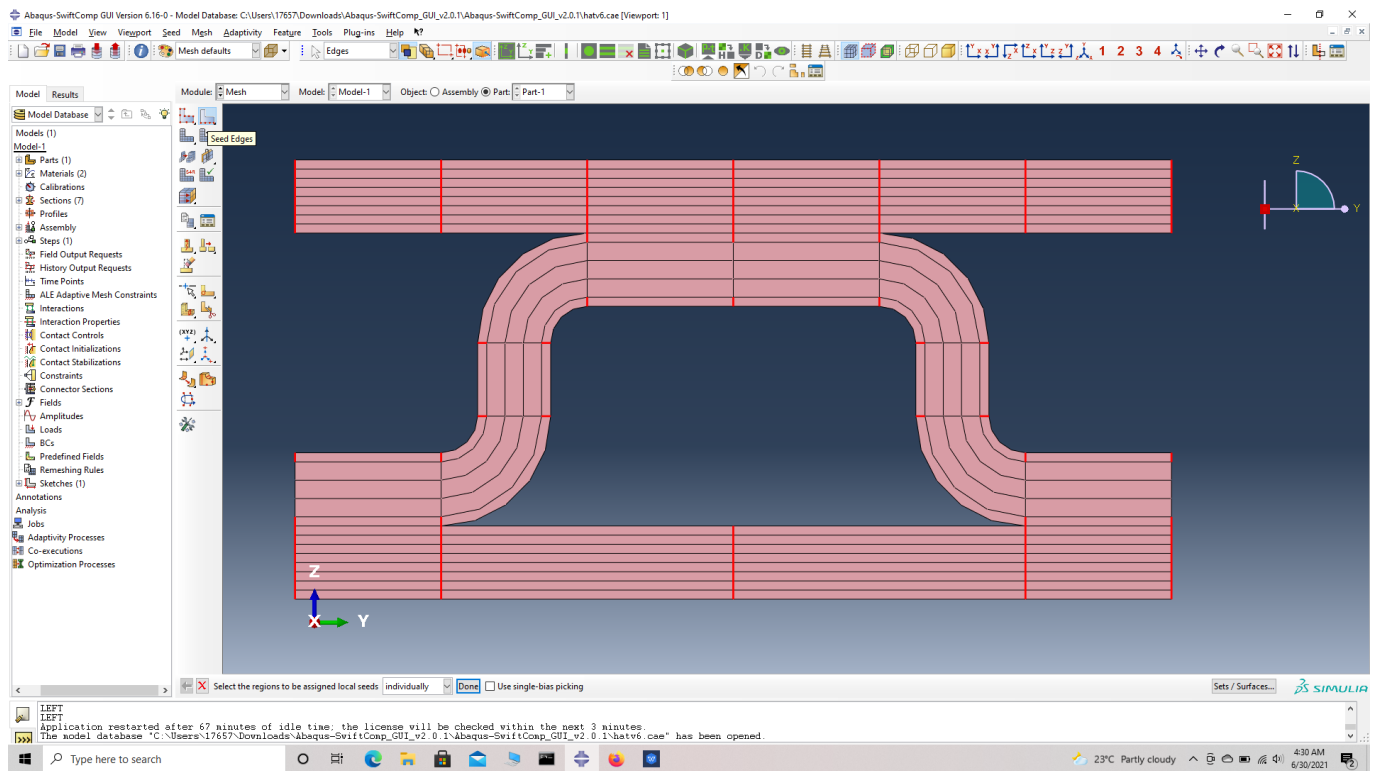 Abaqus-SwiftComp GUI Version 6.16-0 - Model Database: C:\Users\17657\Downloads\Abaqus-SwiftComp_GUI_v2.0.1\Abaqus-SwiftComp_GUI_v2.0.1\hatv6.cae [Viewport: 1]
File Model View Viewport Seed Mesh Adaptivity Feature Tools Plug-ins Help
Mesh defaults Edges 1 2 3 4
Model Results Module: Mesh Model: Model-1 Object: Assembly Part: Part-1
Model Database
Models (1)
Model-1
Parts (1)
Materials (2)
Calibrations
Sections (7)
Profiles
Assembly
Steps (1)
Field Output Requests
History Output Requests
Time Points
ALE Adaptive Mesh Constraints
Interactions
Interaction Properties
Contact Controls
Contact Initializations
Contact Stabilizations
Constraints
Connector Sections
Fields
Amplitudes
Loads
BCs
Predefined Fields
Remeshing Rules
Sketches (1)
Annotations
Analysis
Jobs
Adaptivity Processes
Co-executions
Optimization Processes
Seed Edges
(XYZ)
Z
X Y
Z
X Y
Select the regions to be assigned local seeds individually Done Use single-bias picking Sets / Surfaces... SIMULIA
LEFT
LEFT
Application restarted after 67 minutes of idle time; the license will be checked within the next 3 minutes
The model database "C:\Users\17657\Downloads\Abaqus-SwiftComp_GUI_v2.0.1\Abaqus-SwiftComp_GUI_v2.0.1\hatv6.cae" has been opened.
Type here to search 23°C Partly cloudy 4:30 AM
6/30/2021
2